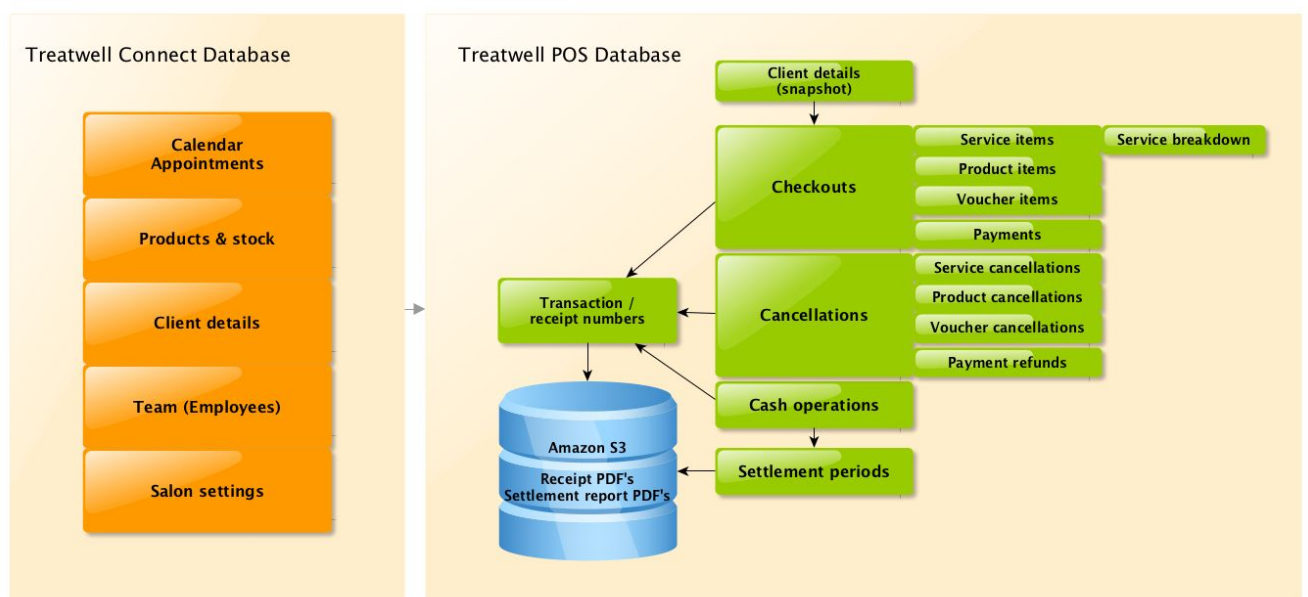 Treatwell Connect Database
Calendar
Appointments
Products & stock
Client details
Team (Employees)
Salon settings
Treatwell POS Database
Client details
(snapshot)
Checkouts
Service items
Service breakdown
Product items
Voucher items
Payments
Cancellations
Service cancellations
Product cancellations
Voucher cancellations
Payment refunds
Transaction /
receipt numbers
Cash operations
Settlement periods
Amazon S3
Receipt PDF's
Settlement report PDF's